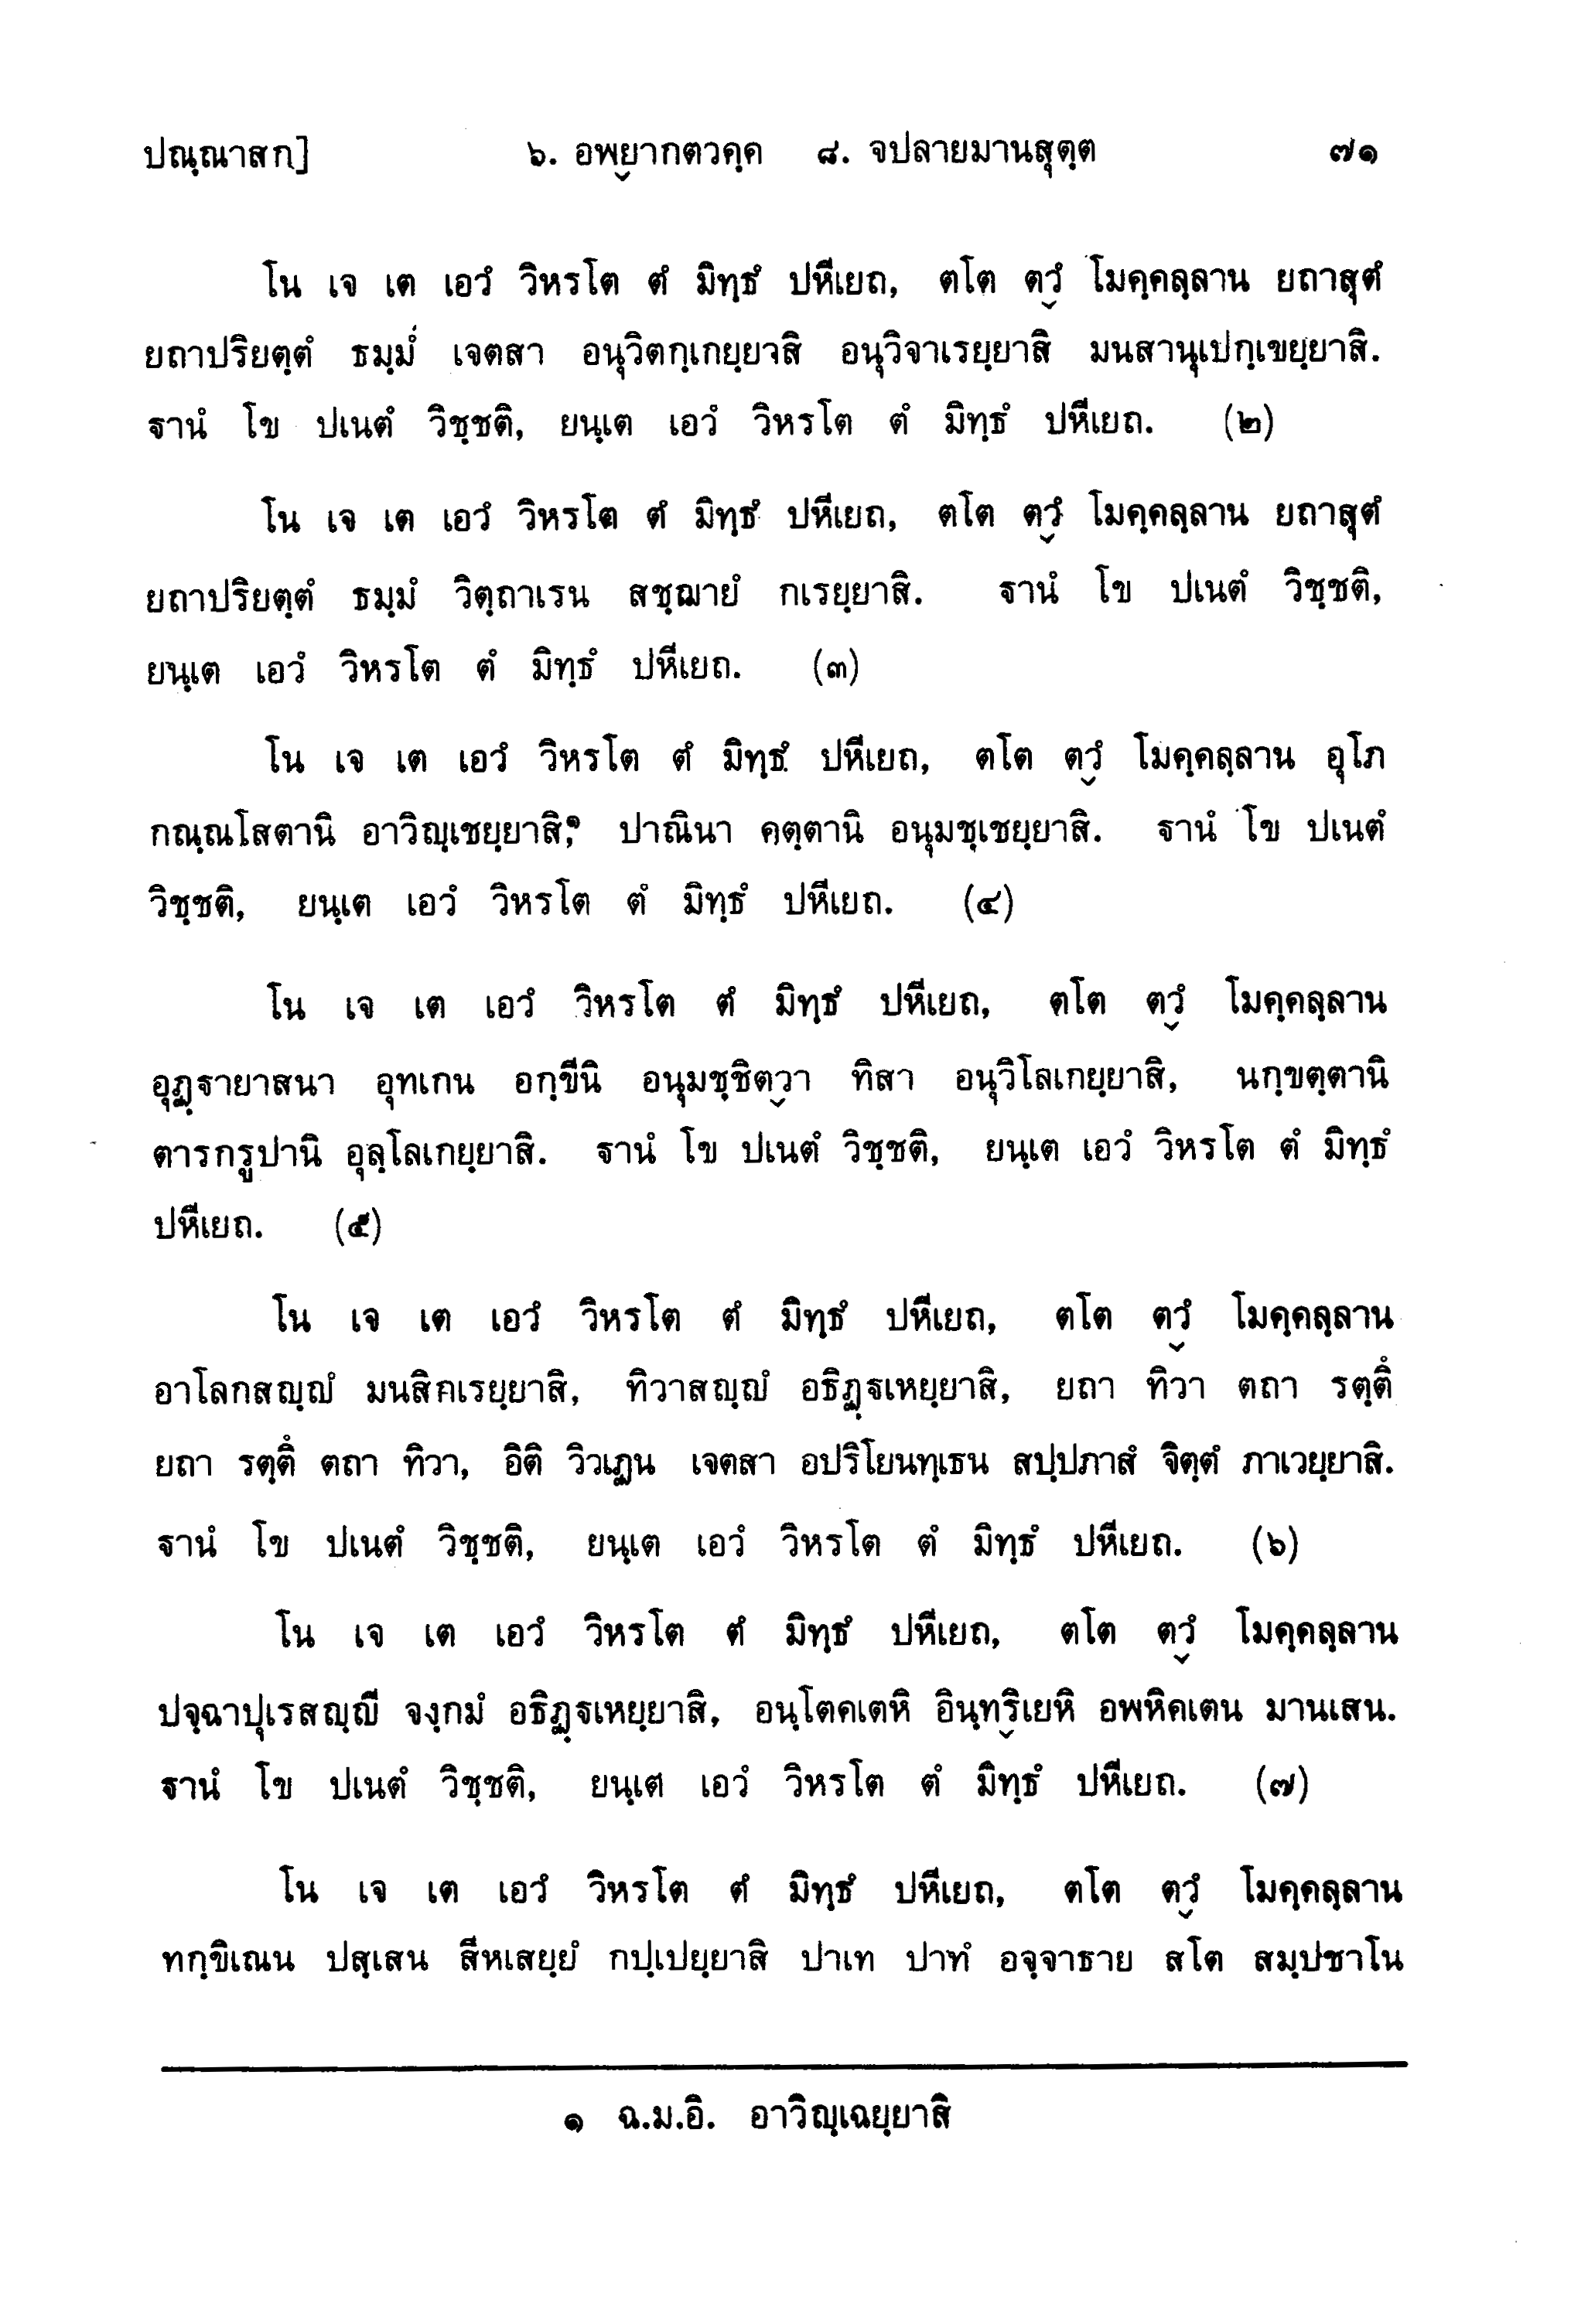 ปณฺณาสก] ๖. อพฺยากตวคฺค ๘. จปลายมานสุตฺต ๗๑
โน เจ เต เอวํ วิหรโต ตํ มิทฺธํ ปหีเยถ, ตโต ตฺวํ โมคฺคลฺลาน ยถาสุตํ
ยถาปริยตฺตํ ธมฺมํ เจตสา อนุวิตกฺเกยฺยาสิ อนุวิจาเรยฺยาสิ มนสานุเปกฺเขยฺยาสิ.
ฐานํ โข ปเนตํ วิชฺชติ, ยนฺเต เอวํ วิหรโต ตํ มิทฺธํ ปหีเยถ. (๒)
โน เจ เต เอวํ วิหรโต ตํ มิทฺธํ ปหีเยถ, ตโต ตฺวํ โมคฺคลฺลาน ยถาสุตํ
ยถาปริยตฺตํ ธมฺมํ วิตฺถาเรน สชฺฌายํ กเรยฺยาสิ. ฐานํ โข ปเนตํ วิชฺชติ,
ยนฺเต เอวํ วิหรโต ตํ มิทฺธํ ปหีเยถ. (๓)
โน เจ เต เอวํ วิหรโต ตํ มิทฺธํ ปหีเยถ, ตโต ตฺวํ โมคฺคลฺลาน อุโภ
กณฺณโสตานิ อาวิญฺเชยฺยาสิ,๑ ปาณินา คตฺตานิ อนุมชฺเชยฺยาสิ. ฐานํ โข ปเนตํ
วิชฺชติ, ยนฺเต เอวํ วิหรโต ตํ มิทฺธํ ปหีเยถ. (๔)
โน เจ เต เอวํ วิหรโต ตํ มิทฺธํ ปหีเยถ, ตโต ตฺวํ โมคฺคลฺลาน
อุฏฺฐายาสนา อุทเกน อกฺขีนิ อนุมชฺชิตฺวา ทิสา อนุวิโลเกยฺยาสิ, นกฺขตฺตานิ
ตารกรูปานิ อุลฺโลเกยฺยาสิ. ฐานํ โข ปเนตํ วิชฺชติ, ยนฺเต เอวํ วิหรโต ตํ มิทฺธํ
ปหีเยถ. (๕)
โน เจ เต เอวํ วิหรโต ตํ มิทฺธํ ปหีเยถ, ตโต ตฺวํ โมคฺคลฺลาน
อาโลกสญฺญํ มนสิกเรยฺยาสิ, ทิวาสญฺญํ อธิฏฺฐเหยฺยาสิ, ยถา ทิวา ตถา รตฺตึ
ยถา รตฺตึ ตถา ทิวา, อิติ วิวเฏน เจตสา อปริโยนทฺเธน สปฺปภาสํ จิตฺตํ ภาเวยฺยาสิ.
ฐานํ โข ปเนตํ วิชฺชติ, ยนฺเต เอวํ วิหรโต ตํ มิทฺธํ ปหีเยถ. (๖)
โน เจ เต เอวํ วิหรโต ตํ มิทฺธํ ปหีเยถ, ตโต ตฺวํ โมคฺคลฺลาน
ปจฺฉาปุเรสญฺญี จงฺกมํ อธิฏฺฐเหยฺยาสิ, อนฺโตคเตหิ อินฺทฺริเยหิ อพหิคเตน มานเสน.
ฐานํ โข ปเนตํ วิชฺชติ, ยนฺเต เอวํ วิหรโต ตํ มิทฺธํ ปหีเยถ. (๗)
โน เจ เต เอวํ วิหรโต ตํ มิทฺธํ ปหีเยถ, ตโต ตฺวํ โมคฺคลฺลาน
ทกฺขิเณน ปสฺเสน สีหเสยฺยํ กปฺเปยฺยาสิ ปาเท ปาทํ อจฺจาธาย สโต สมฺปชาโน
๑ ฉ.ม.อิ. อาวิญฺเฉยฺยาสิ